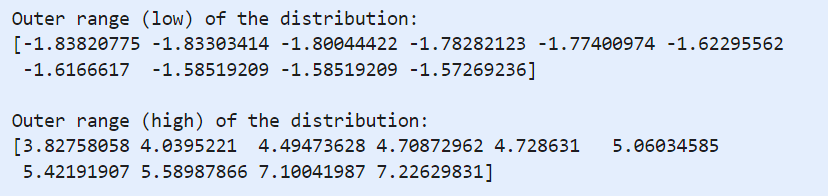 Outer range (low) of the distribution:
[-1.83820775 -1.83303414 -1.80044422 -1.78282123 -1.77400974 -1.62295562
-1.6166617  -1.58519209 -1.58519209 -1.57269236]
Outer range (high) of the distribution:
[3.82758058 4.0395221  4.49473628 4.70872962 4.728631   5.06034585
5.42191907 5.58987866 7.10041987 7.22629831]